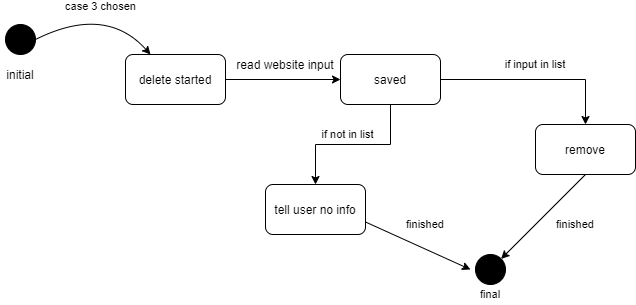 case 3 chosen
initial
delete started
read website input
saved
if input in list
if not in list
remove
tell user no info
finished
finished
final